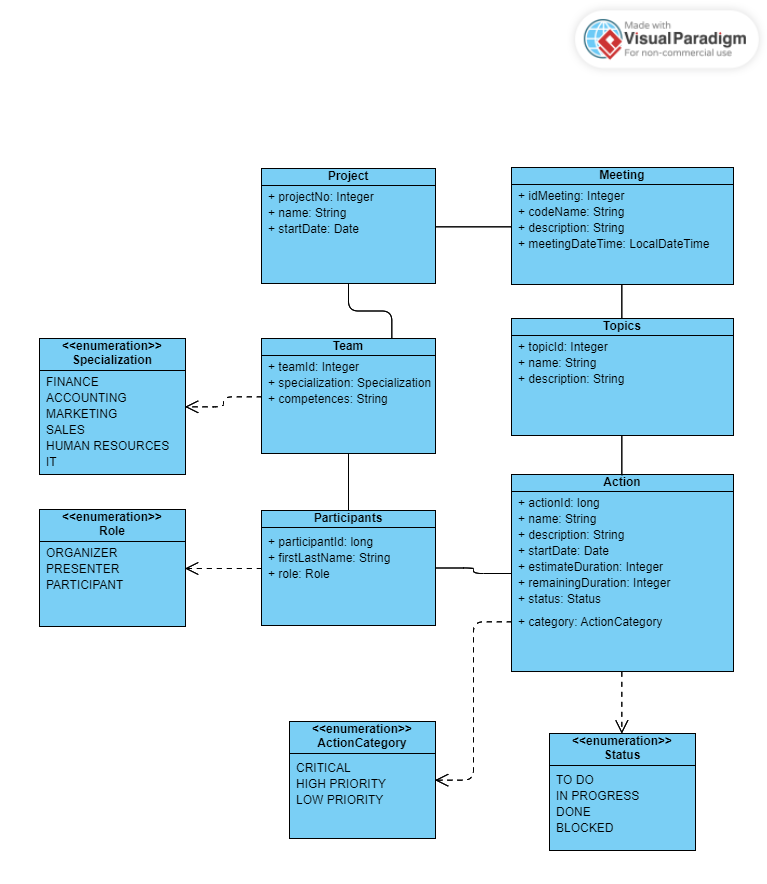 Made with
VisualParadigm
For non-commercial use
Project
+ projectNo: Integer
+ name: String
+ startDate: Date
Meeting
+ idMeeting: Integer
+ codeName: String
+ description: String
+ meetingDateTime: LocalDateTime
<<enumeration>>
Specialization
FINANCE
ACCOUNTING
MARKETING
SALES
HUMAN RESOURCES
IT
Team
+ teamId: Integer
+ specialization: Specialization
+ competences: String
Topics
+ topicId: Integer
+ name: String
+ description: String
<<enumeration>>
Role
ORGANIZER
PRESENTER
PARTICIPANT
Participants
+ participantId: long
+ firstLastName: String
+ role: Role
Action
+ actionId: long
+ name: String
+ description: String
+ startDate: Date
+ estimateDuration: Integer
+ remainingDuration: Integer
+ status: Status
+ category: ActionCategory
<<enumeration>>
ActionCategory
CRITICAL
HIGH PRIORITY
LOW PRIORITY
<<enumeration>>
Status
TO DO
IN PROGRESS
DONE
BLOCKED